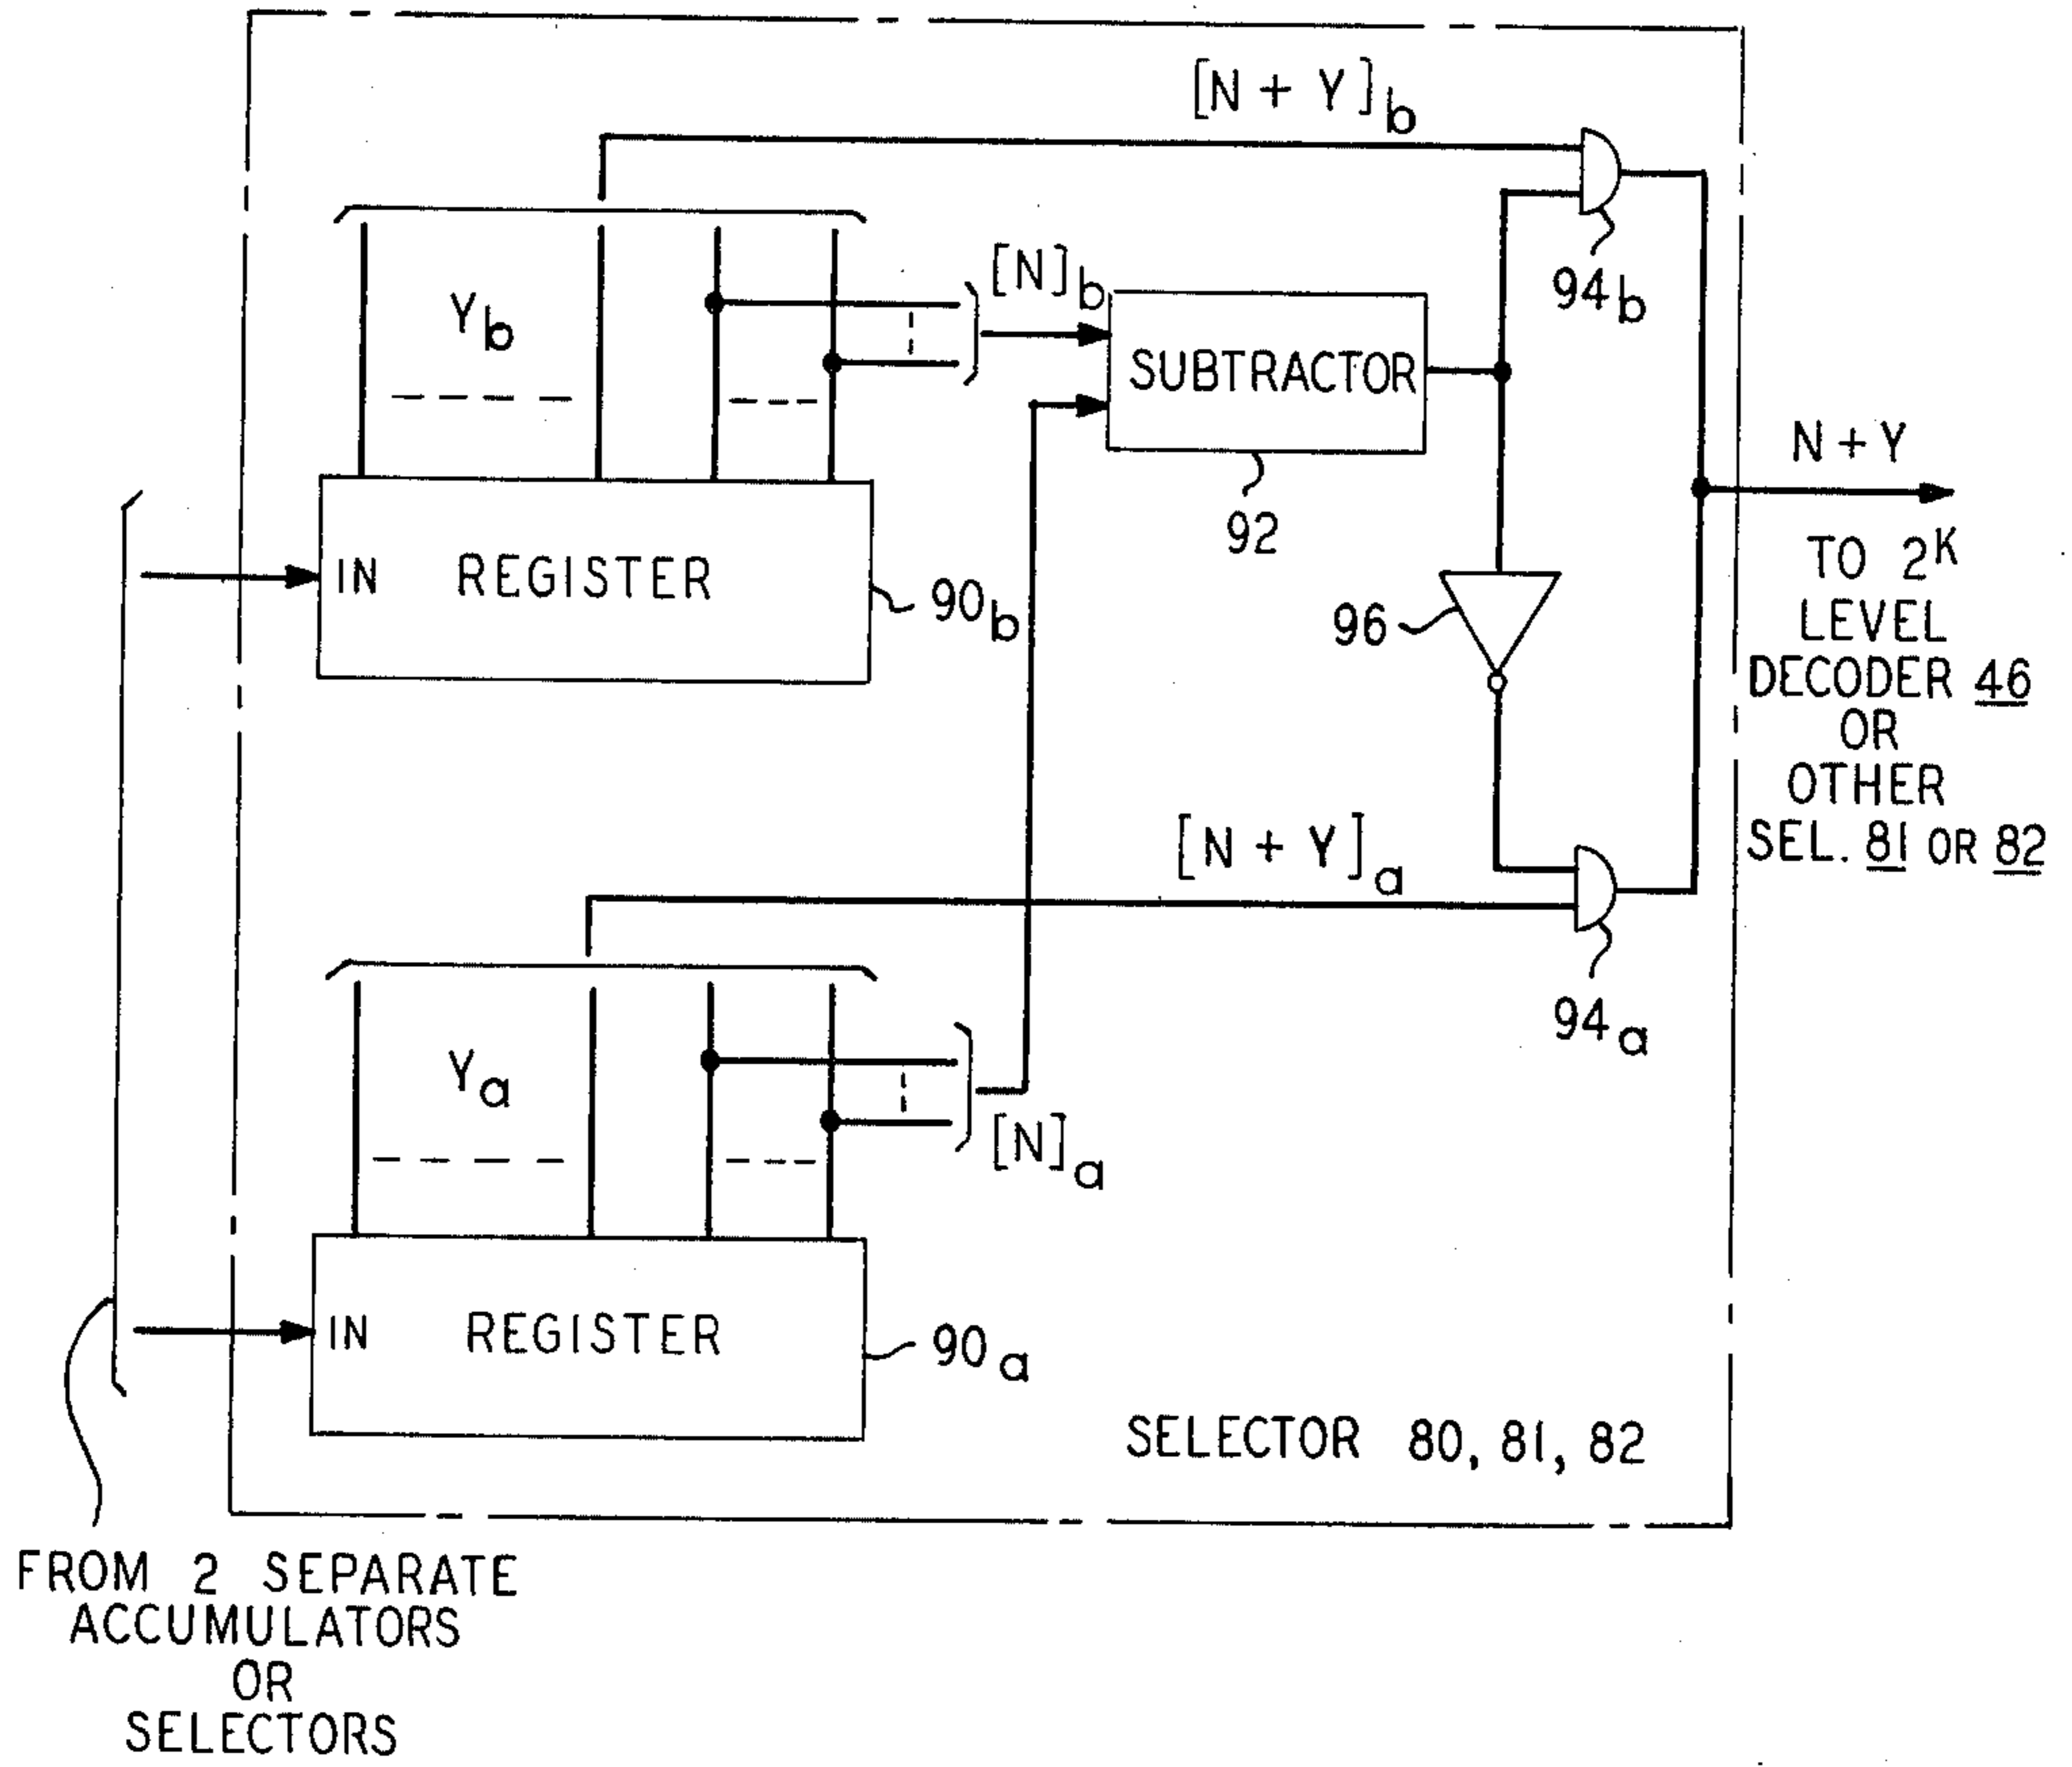 [N + Y]b
94b
Yb
[N]b
SUBTRACTOR
92
N + Y
TO 2K
LEVEL
DECODER 46
OR
OTHER
SEL. 81 OR 82
IN REGISTER
90b
96
[N + Y]a
94a
Ya
[N]a
IN REGISTER
90a
SELECTOR 80, 81, 82
FROM 2 SEPARATE
ACCUMULATORS
OR
SELECTORS